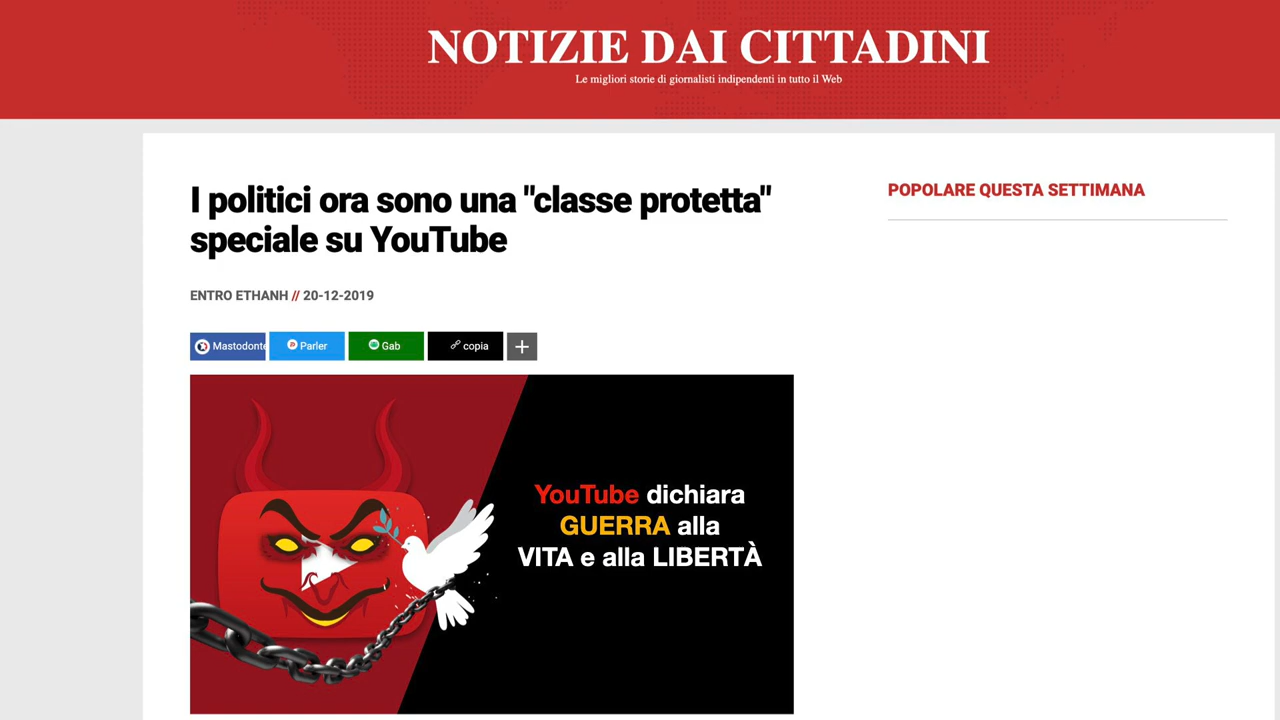 NOTIZIE DAI CITTADINI
Le migliori storie di giornalisti indipendenti in tutto il Web
I politici ora sono una "classe protetta"
speciale su YouTube
POPOLARE QUESTA SETTIMANA
ENTRO ETHANH // 20-12-2019
Mastodonte
Parler
Gab
copia
YouTube dichiara
GUERRA alla
VITA e alla LIBERTÀ